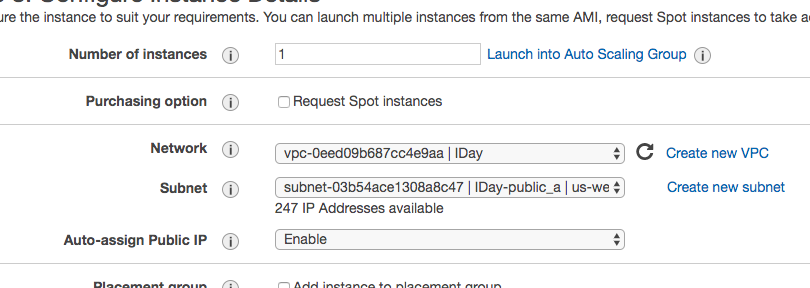 ure the instance to suit your requirements. You can launch multiple instances from the same AMI, request Spot instances to take a
Number of instances i 1 Launch into Auto Scaling Group i
Purchasing option i Request Spot instances
Network i vpc-0eed09b687cc4e9aa | IDay Create new VPC
Subnet i subnet-03b54ace1308a8c47 | IDay-public_a | us-we Create new subnet
247 IP Addresses available
Auto-assign Public IP i Enable
Placement group i Add instance to placement group